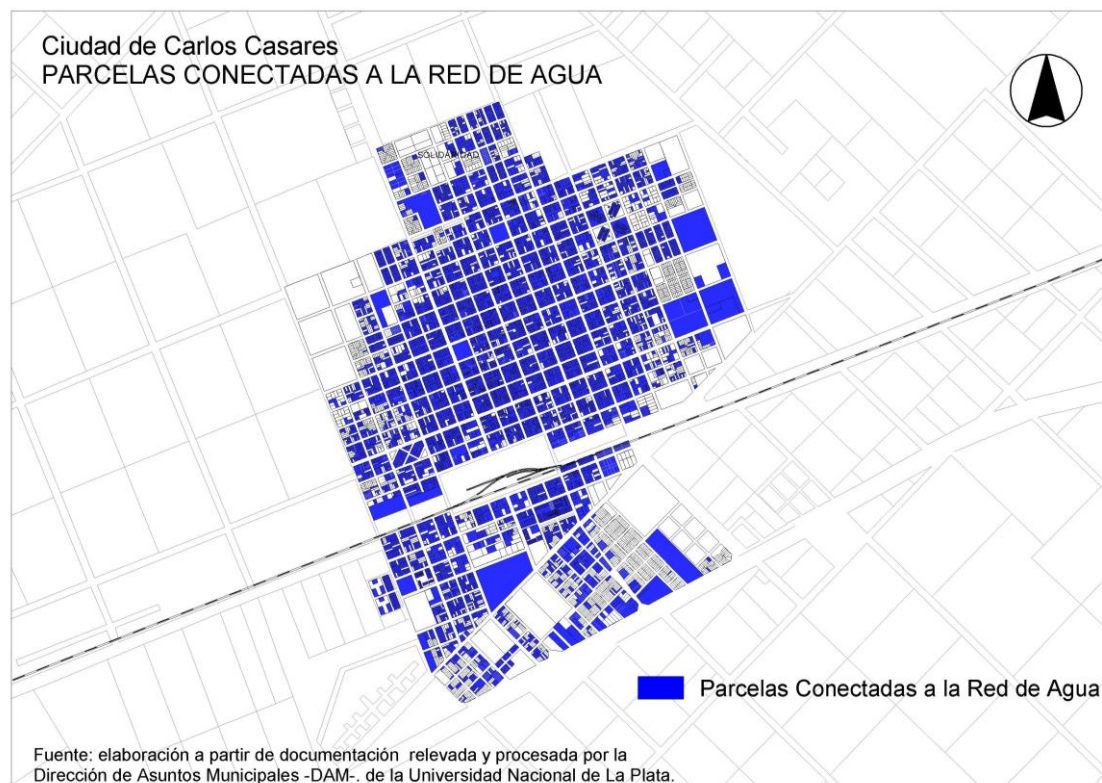 Ciudad de Carlos Casares
PARCELAS CONECTADAS A LA RED DE AGUA
SOLIDARIDAD
Parcelas Conectadas a la Red de Agua
Fuente: elaboración a partir de documentación relevada y procesada por la
Dirección de Asuntos Municipales -DAM-. de la Universidad Nacional de La Plata.